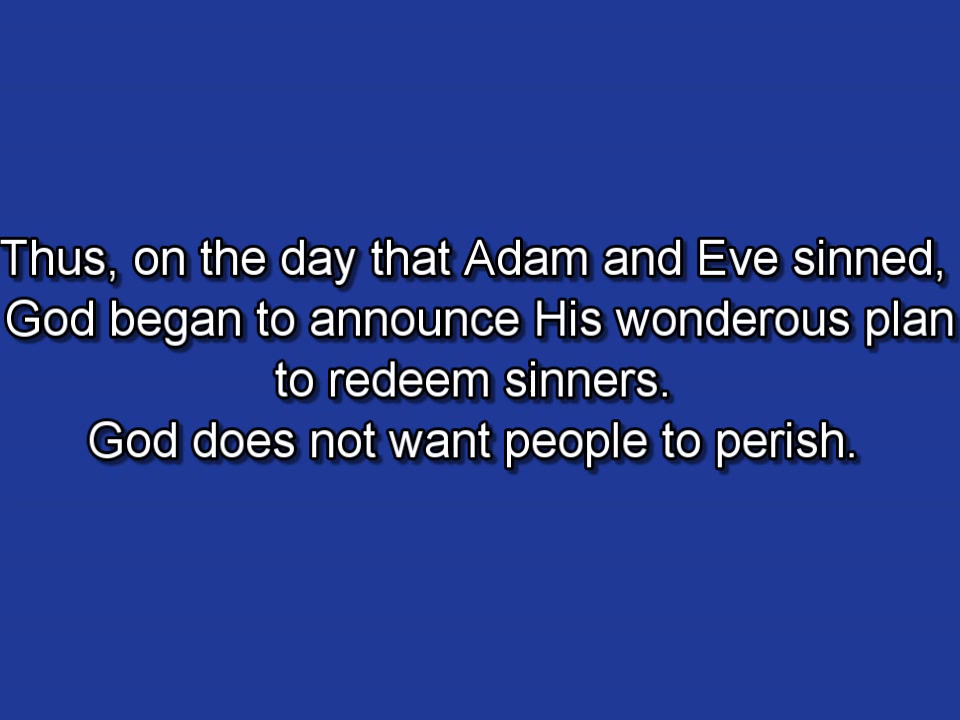 Thus, on the day that Adam and Eve sinned,
God began to announce His wonderous plan
to redeem sinners.
God does not want people to perish.